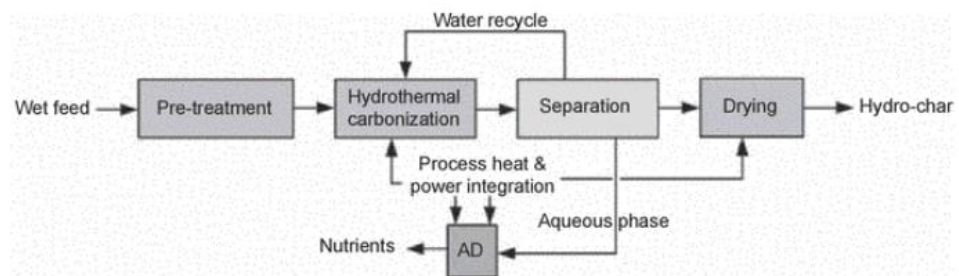 Water recycle
Wet feed
Pre-treatment
Hydrothermal
carbonization
Separation
Drying
Hydro-char
Process heat &
power integration
Aqueous phase
Nutrients
AD